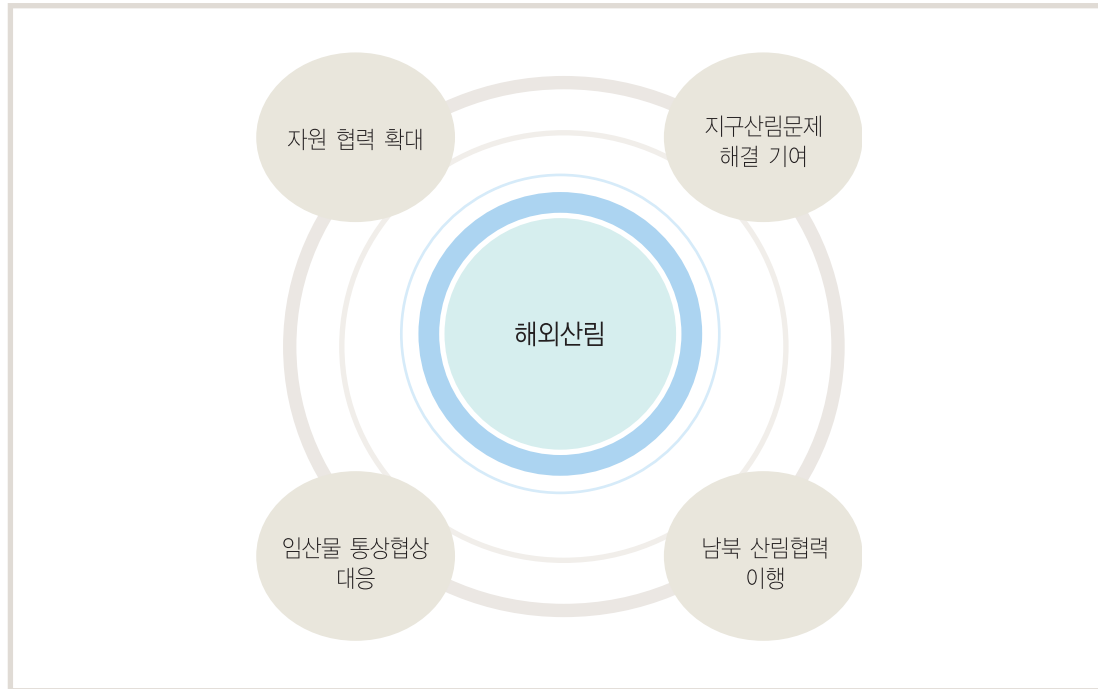 자원 협력 확대
지구산림문제
해결 기여
해외산림
임산물 통상협상
대응
남북 산림협력
이행